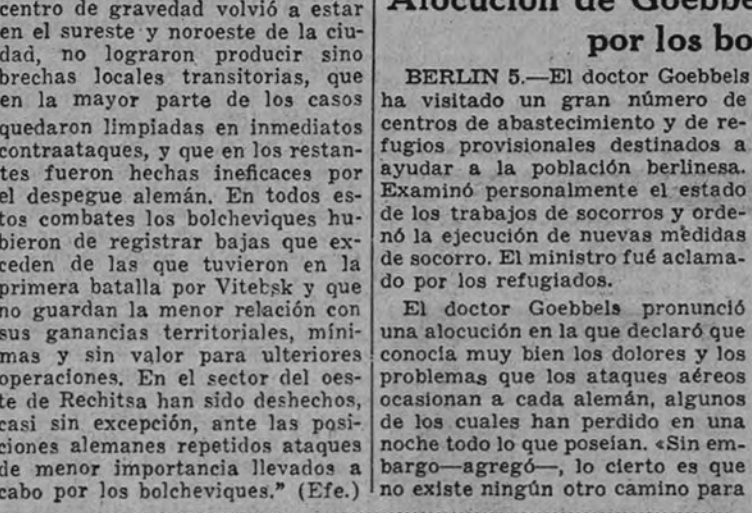 centro de gravedad volvió a estar
en el sureste y noroeste de la ciu-
dad, no lograron producir sino
brechas locales transitorias, que
en la mayor parte de los casos
quedaron limpiadas en inmediatos
contraataques, y que en los restan-
tes fueron hechas ineficaces por
el despegue alemán. En todos es-
tos combates los bolcheviques hu-
bieron de registrar bajas que ex-
ceden de las que tuvieron en la
primera batalla por Vitebsk y que
no guardan la menor relación con
sus ganancias territoriales, míni-
mas y sin valor para ulteriores
operaciones. En el sector del oes-
te de Rechitsa han sido deshechos,
casi sin excepción, ante las posi-
ciones alemanes repetidos ataques
de menor importancia llevados a
cabo por los bolcheviques." (Efe.)
Alocución de Goebbe
por los bo
BERLIN 5.—El doctor Goebbels
ha visitado un gran número de
centros de abastecimiento y de re-
fugios provisionales destinados a
ayudar a la población berlinesa.
Examinó personalmente el estado
de los trabajos de socorros y orde-
nó la ejecución de nuevas medidas
de socorro. El ministro fué aclama-
do por los refugiados.
El doctor Goebbels pronunció
una alocución en la que declaró que
conocía muy bien los dolores y los
problemas que los ataques aéreos
ocasionan a cada alemán, algunos
de los cuales han perdido en una
noche todo lo que poseían. «Sin em-
bargo—agregó—, lo cierto es que
no existe ningún otro camino para